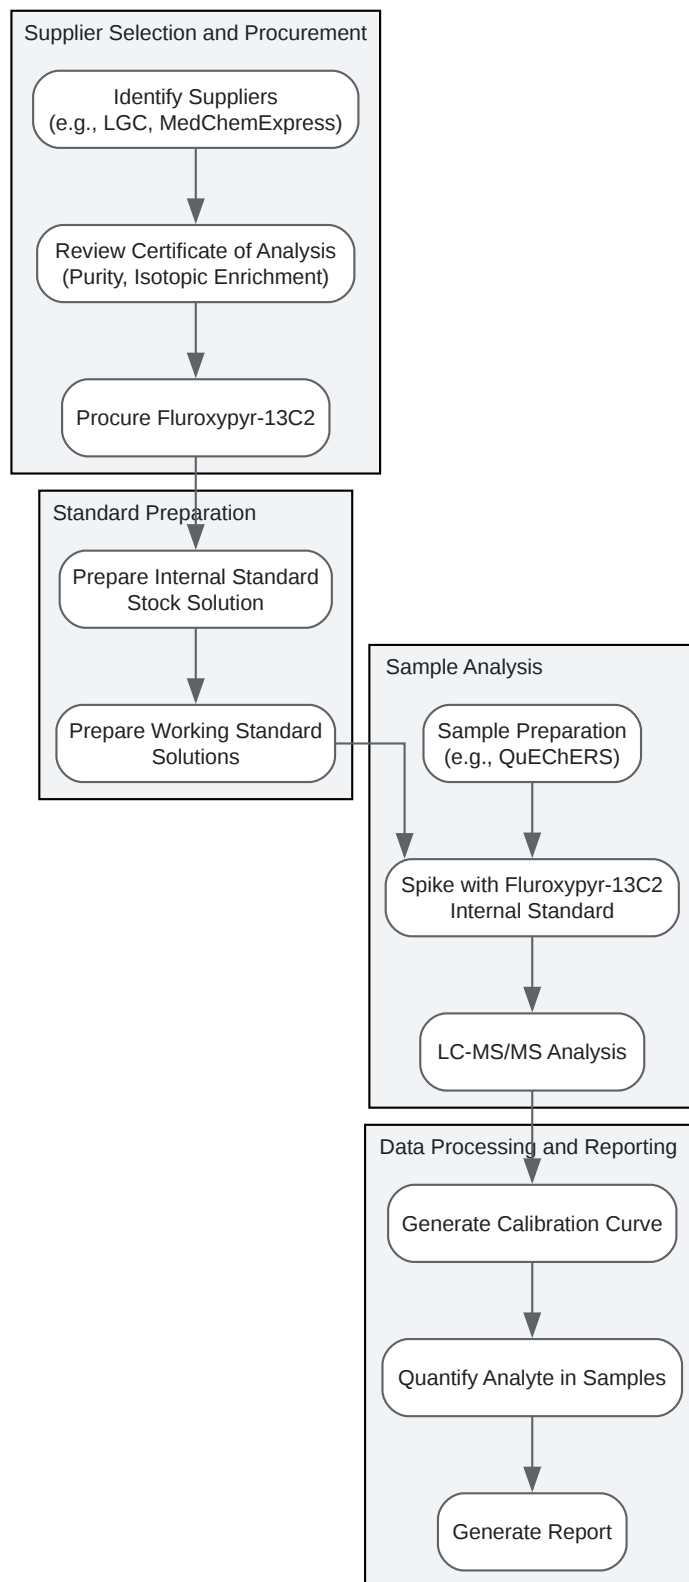 Supplier Selection and Procurement
Identify Suppliers
(e.g., LGC, MedChemExpress)
Review Certificate of Analysis
(Purity, Isotopic Enrichment)
Procure Fluroxypyr-13C2
Standard Preparation
Prepare Internal Standard
Stock Solution
Prepare Working Standard
Solutions
Sample Analysis
Sample Preparation
(e.g., QuEChERS)
Spike with Fluroxypyr-13C2
Internal Standard
LC-MS/MS Analysis
Data Processing and Reporting
Generate Calibration Curve
Quantify Analyte in Samples
Generate Report